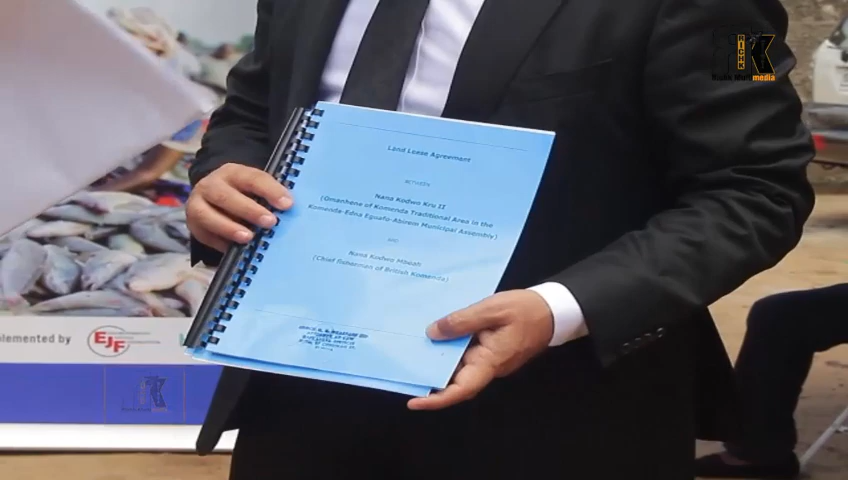 RICH
K
media
Land Lease Agreement
BETWEEN
Nana Kodwo Kru II
(Omanhene of Komenda Traditional Area in the
Komenda-Edna Eguafo-Abirem Municipal Assembly)
AND
Nana Kodwo Mbeah
(Chief fisherman of British Komenda)
plemented by
EJF